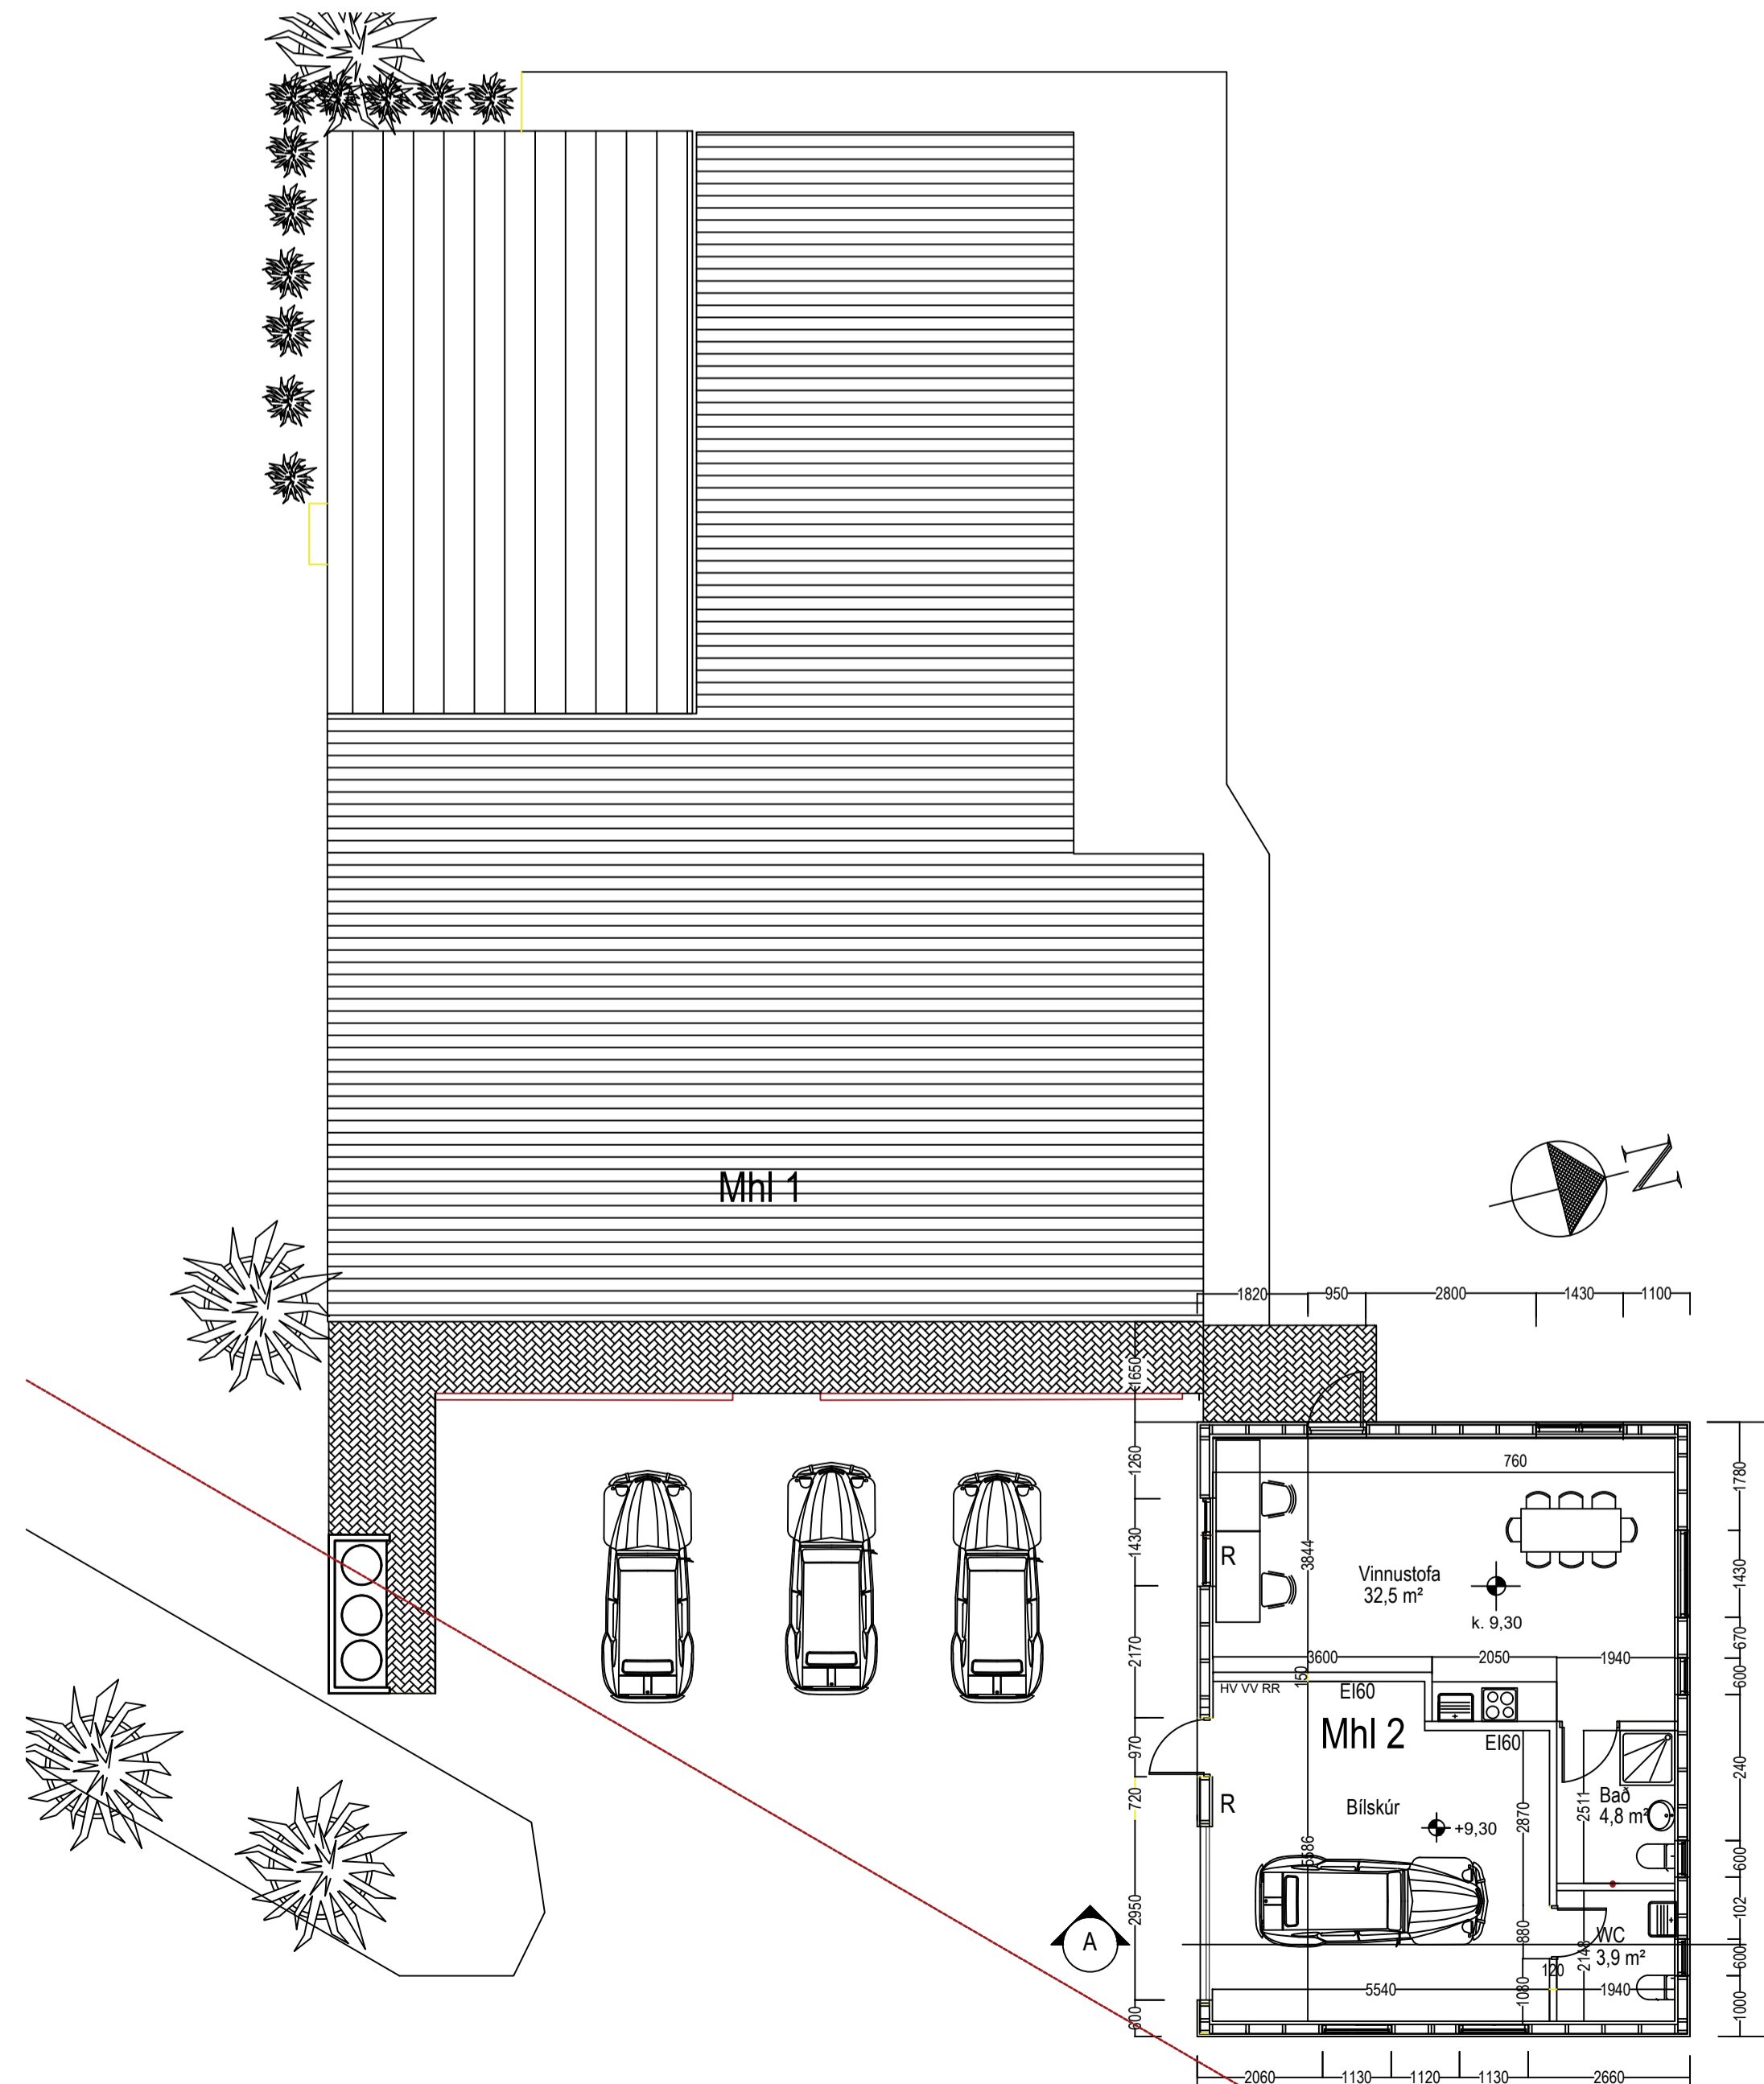 Mhl 1
N
1820 950 2800 1430 1100
1650
1260
1430
2170
970
720
2950
600
760
3844
R
Vinnustofa
32,5 m²
k. 9,30
3600 2050 1940
150
HV VV RR
EI60
Mhl 2
EI60
R
Bílskúr
+9,30
5586
2870
2511
Bað
4,8 m²
880
WC
3,9 m²
2148
120
5540
1080
1940
A
1780
1430
670
600
240
600
102
600
1000
2060 1130 1120 1130 2660